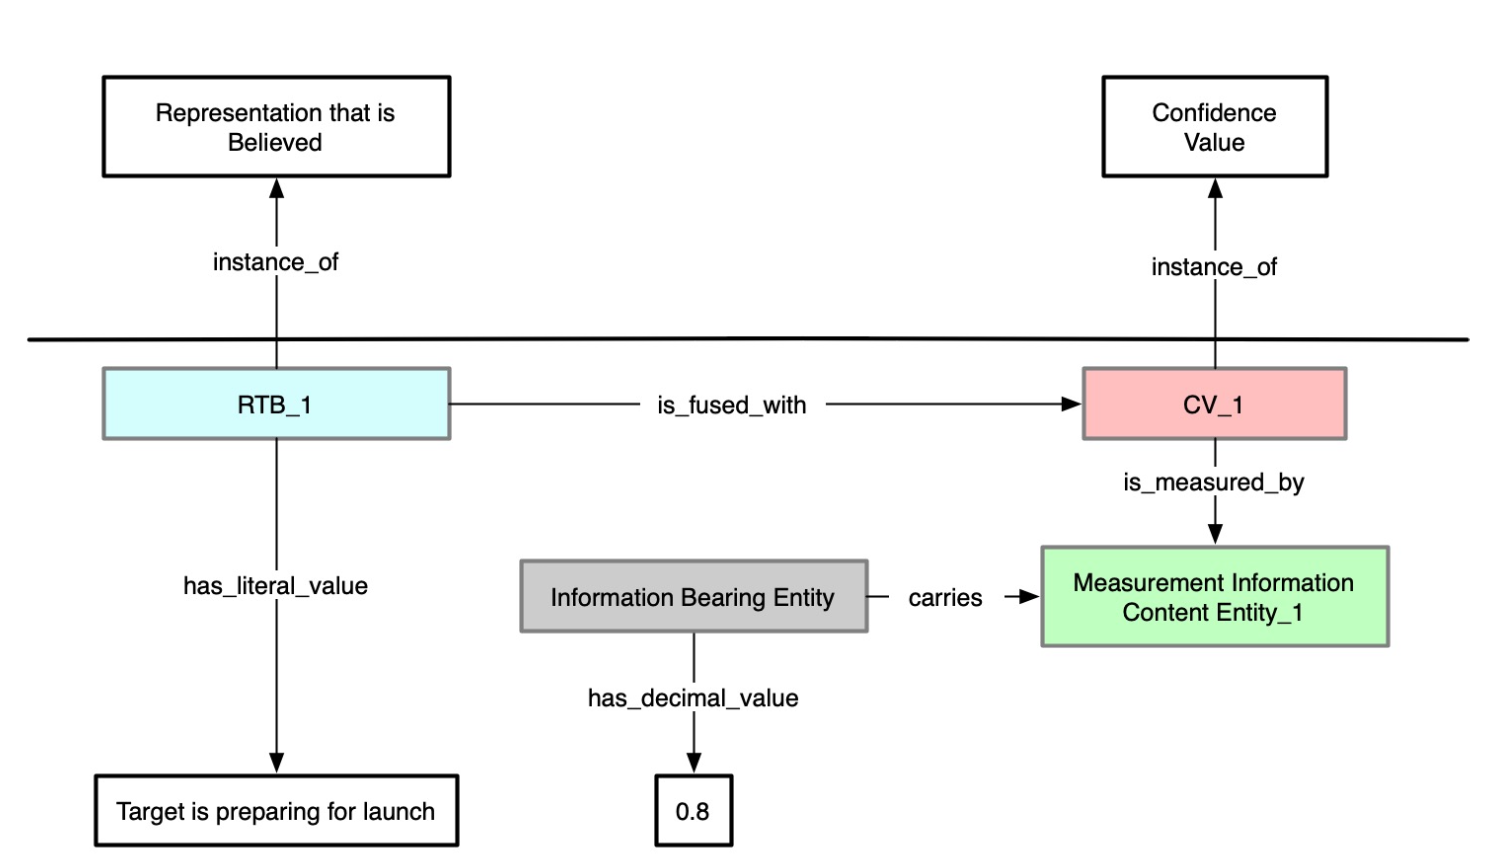 Representation that is
Believed
Confidence
Value
instance_of
instance_of
RTB_1
is_fused_with
CV_1
is_measured_by
has_literal_value
Information Bearing Entity
carries
Measurement Information
Content Entity_1
has_decimal_value
Target is preparing for launch
0.8